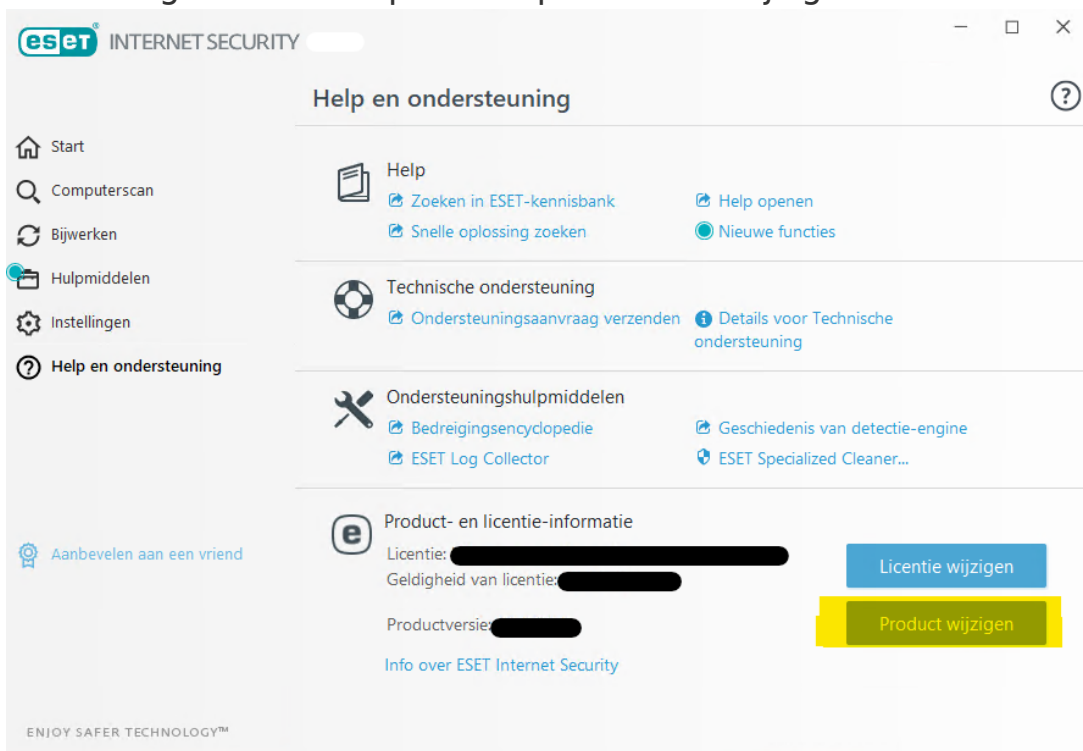 eset INTERNET SECURITY
Help en ondersteuning
Start
Computerscan
Bijwerken
Hulpmiddelen
Instellingen
Help en ondersteuning
Aanbevelen aan een vriend
Help
Zoeken in ESET-kennisbank
Help openen
Snelle oplossing zoeken
Nieuwe functies
Technische ondersteuning
Ondersteuningsaanvraag verzenden
Details voor Technische
ondersteuning
Ondersteuningshulpmiddelen
Bedreigingsencyclopedie
Geschiedenis van detectie-engine
ESET Log Collector
ESET Specialized Cleaner...
Product- en licentie-informatie
Licentie:
Geldigheid van licentie:
Licentie wijzigen
Productversie:
Product wijzigen
Info over ESET Internet Security
ENJOY SAFER TECHNOLOGY™